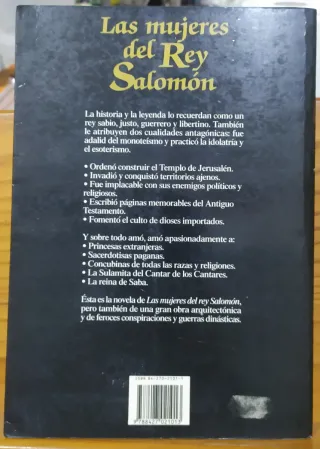 Las mujeres
del Rey
Salomón
La historia y la leyenda lo recuerdan como un
rey sabio, justo, guerrero y libertino. También
le atribuyen dos cualidades antagónicas: fue
adalid del monoteísmo y practicó la idolatría y
el esoterismo.
• Ordenó construir el Templo de Jerusalén.
• Invadió y conquistó territorios ajenos.
• Fue implacable con sus enemigos políticos y
religiosos.
• Escribió páginas memorables del Antiguo
Testamento.
• Fomentó el culto de dioses importados.
Y sobre todo amó, amó apasionadamente a:
• Princesas extranjeras.
• Sacerdotisas paganas.
• Concubinas de todas las razas y religiones.
• La Sulamita del Cantar de los Cantares.
• La reina de Saba.
Ésta es la novela de Las mujeres del rey Salomón,
pero también de una gran obra arquitectónica
y de feroces conspiraciones y guerras dinásticas.